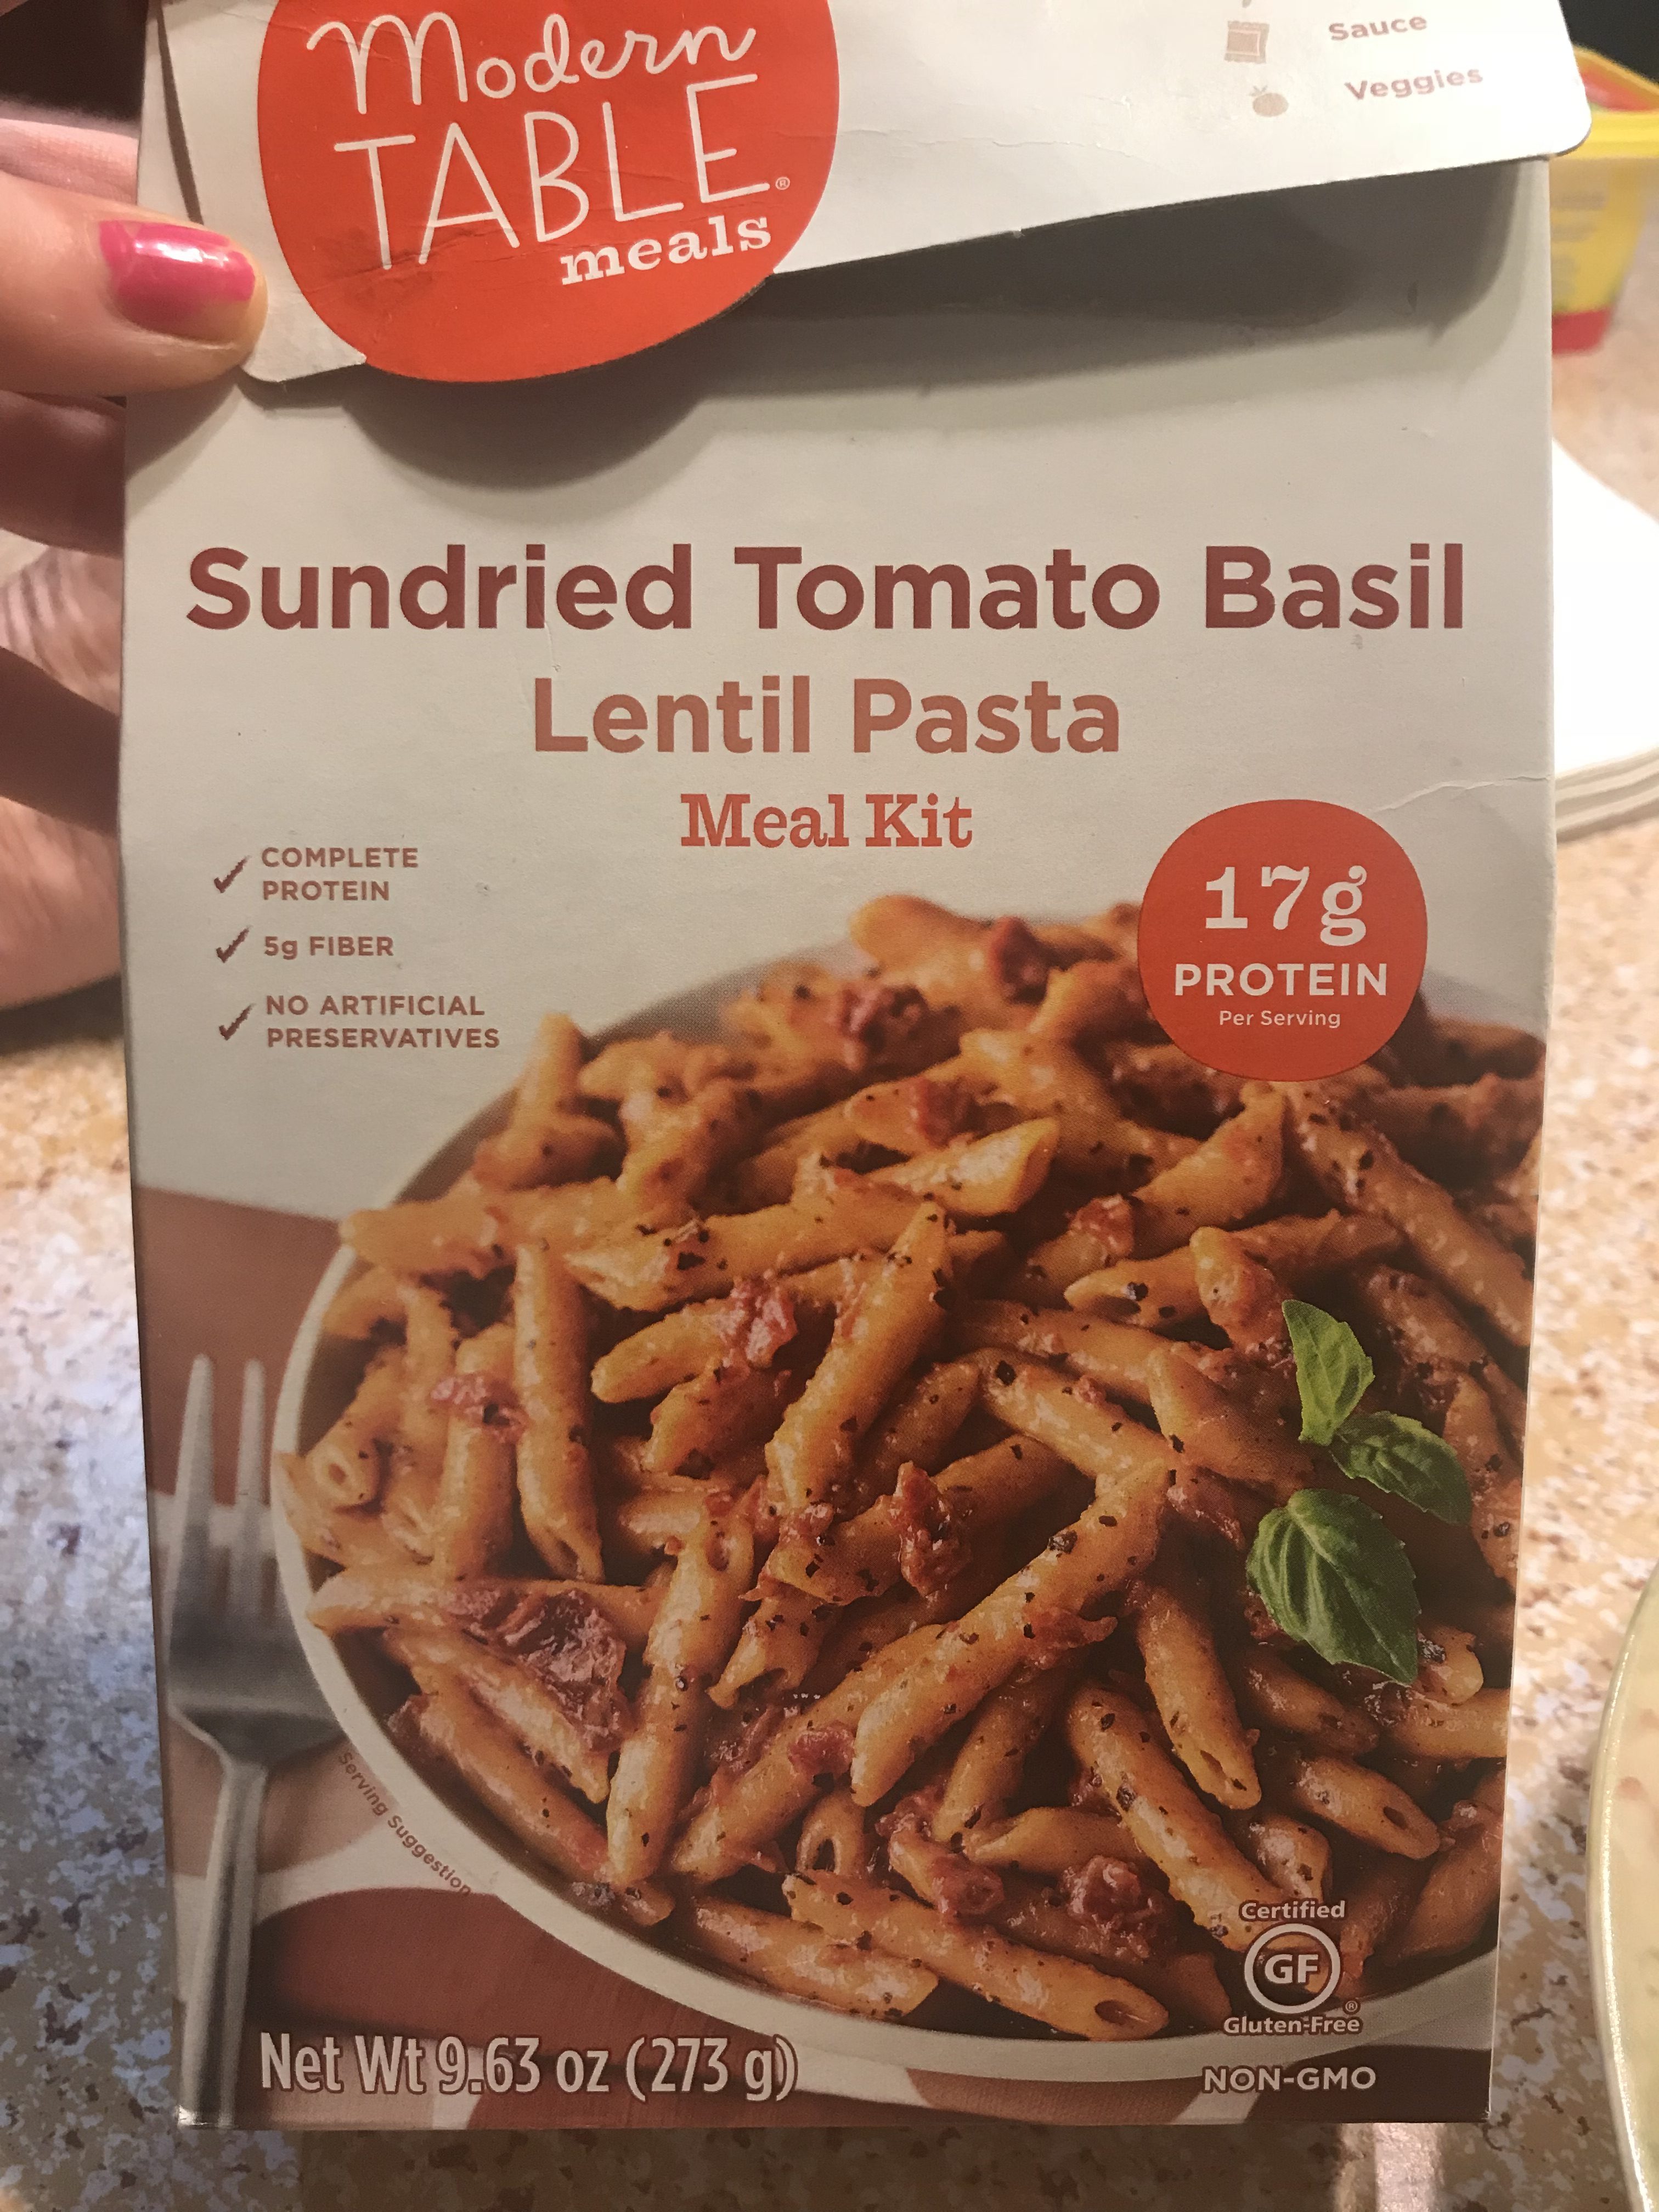 Modern
TABLE®
meals
Sauce
Veggies
Sundried Tomato Basil
Lentil Pasta
Meal Kit
COMPLETE
PROTEIN
5g FIBER
NO ARTIFICIAL
PRESERVATIVES
17g
PROTEIN
Per Serving
Serving Suggestion
Certified
GF
®
Gluten-Free
Net Wt 9.63 oz (273 g)
NON-GMO